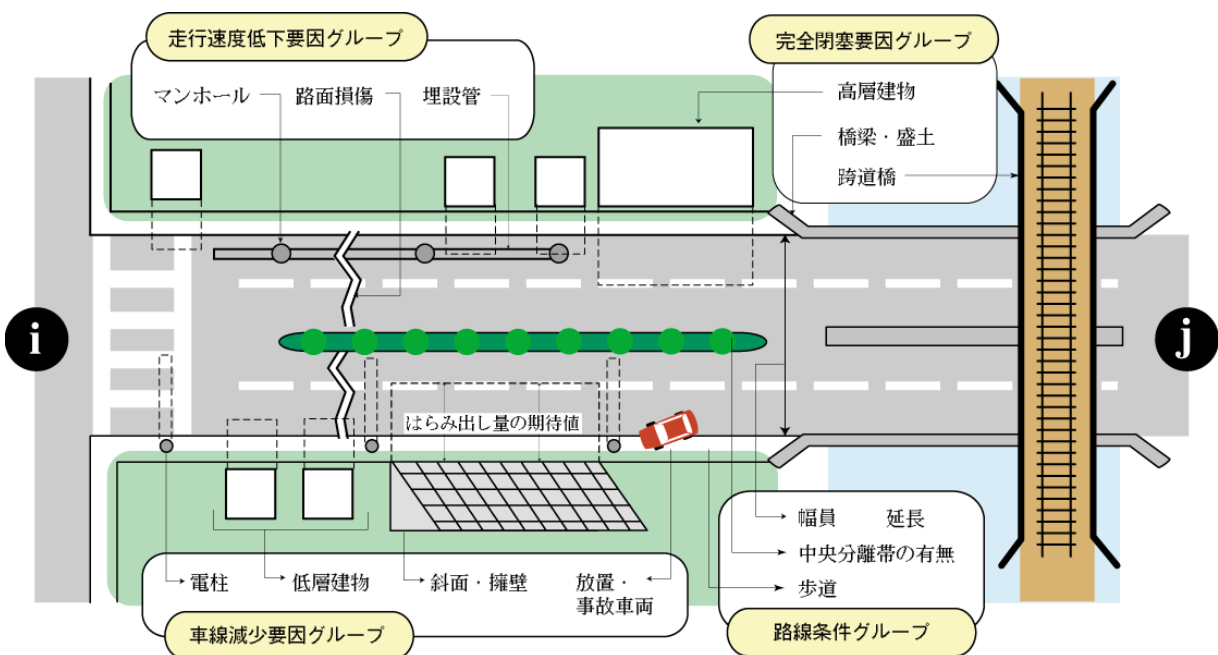 走行速度低下要因グループ
マンホール
路面損傷
埋設管
完全閉塞要因グループ
高層建物
橋梁・盛土
跨道橋
i
j
はらみ出し量の期待値
電柱
低層建物
斜面・擁壁
放置・
事故車両
車線減少要因グループ
幅員
延長
中央分離帯の有無
歩道
路線条件グループ